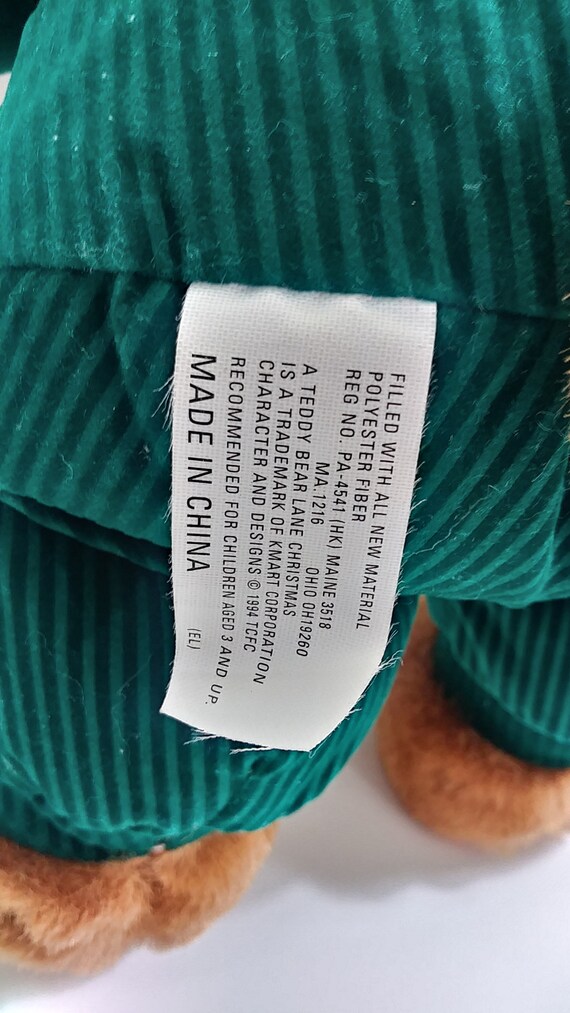 FILLED WITH ALL NEW MATERIAL
POLYESTER FIBER
REG NO. PA-4541 (HK) MAINE 3518
MA.1216 OHIO OH19260
A TEDDY BEAR LANE CHRISTMAS
IS A TRADEMARK OF KMART CORPORATION
CHARACTER AND DESIGNS © 1994 TCFC
RECOMMENDED FOR CHILDREN AGED 3 AND UP.
MADE IN CHINA (EL)